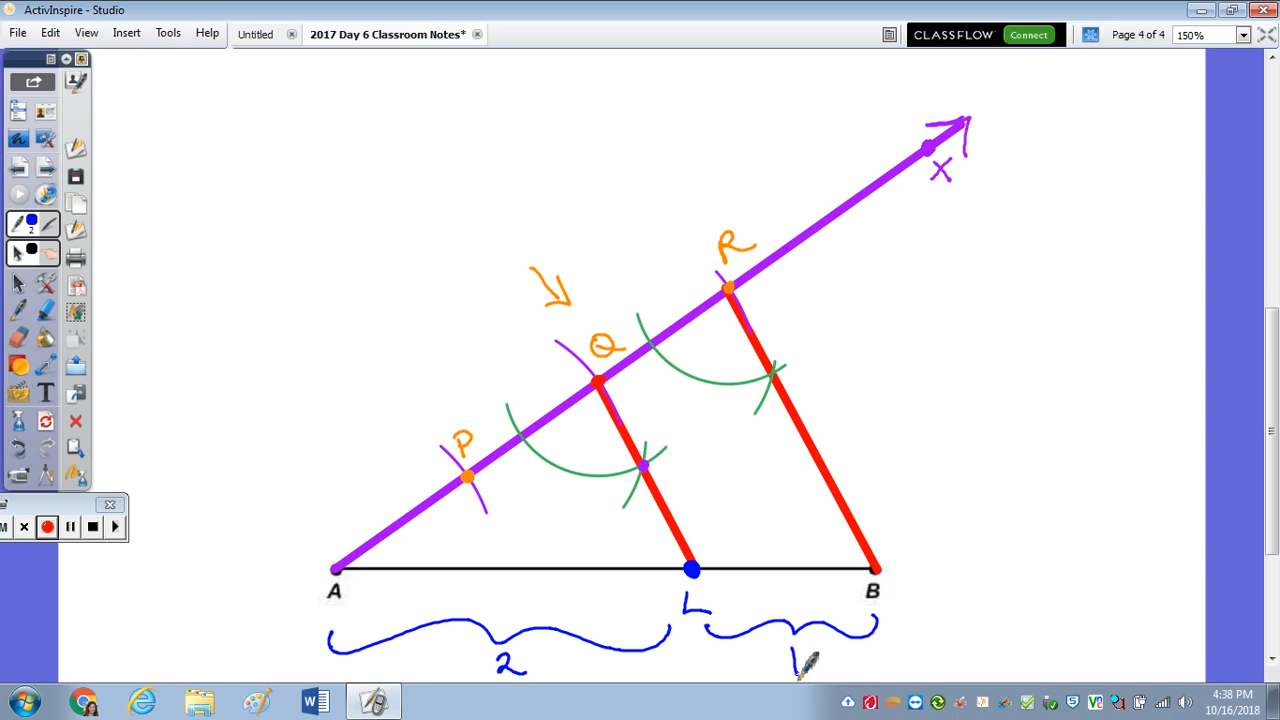 ActivInspire - Studio
File Edit View Insert Tools Help
Untitled
2017 Day 6 Classroom Notes*
CLASSFLOW Connect
Page 4 of 4
150%
2
X
R
Q
P
A
B
L
2
1
4:38 PM
10/16/2018